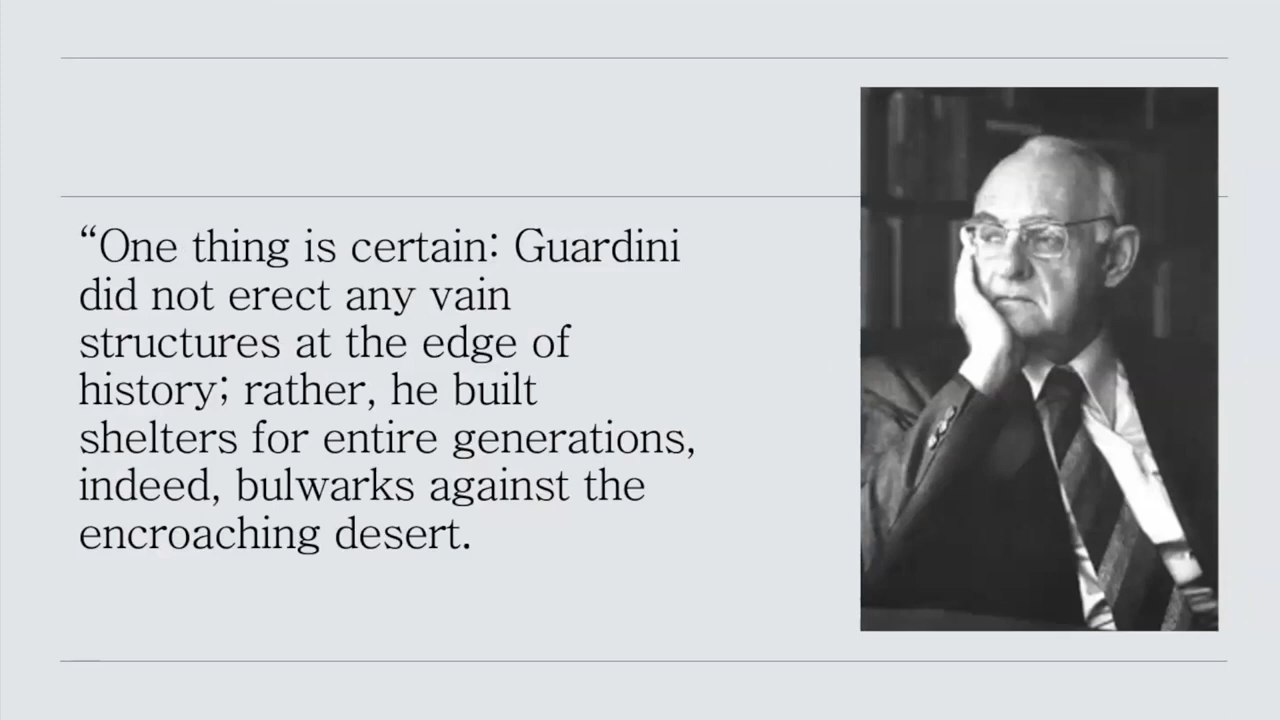 “One thing is certain: Guardini
did not erect any vain
structures at the edge of
history; rather, he built
shelters for entire generations,
indeed, bulwarks against the
encroaching desert.